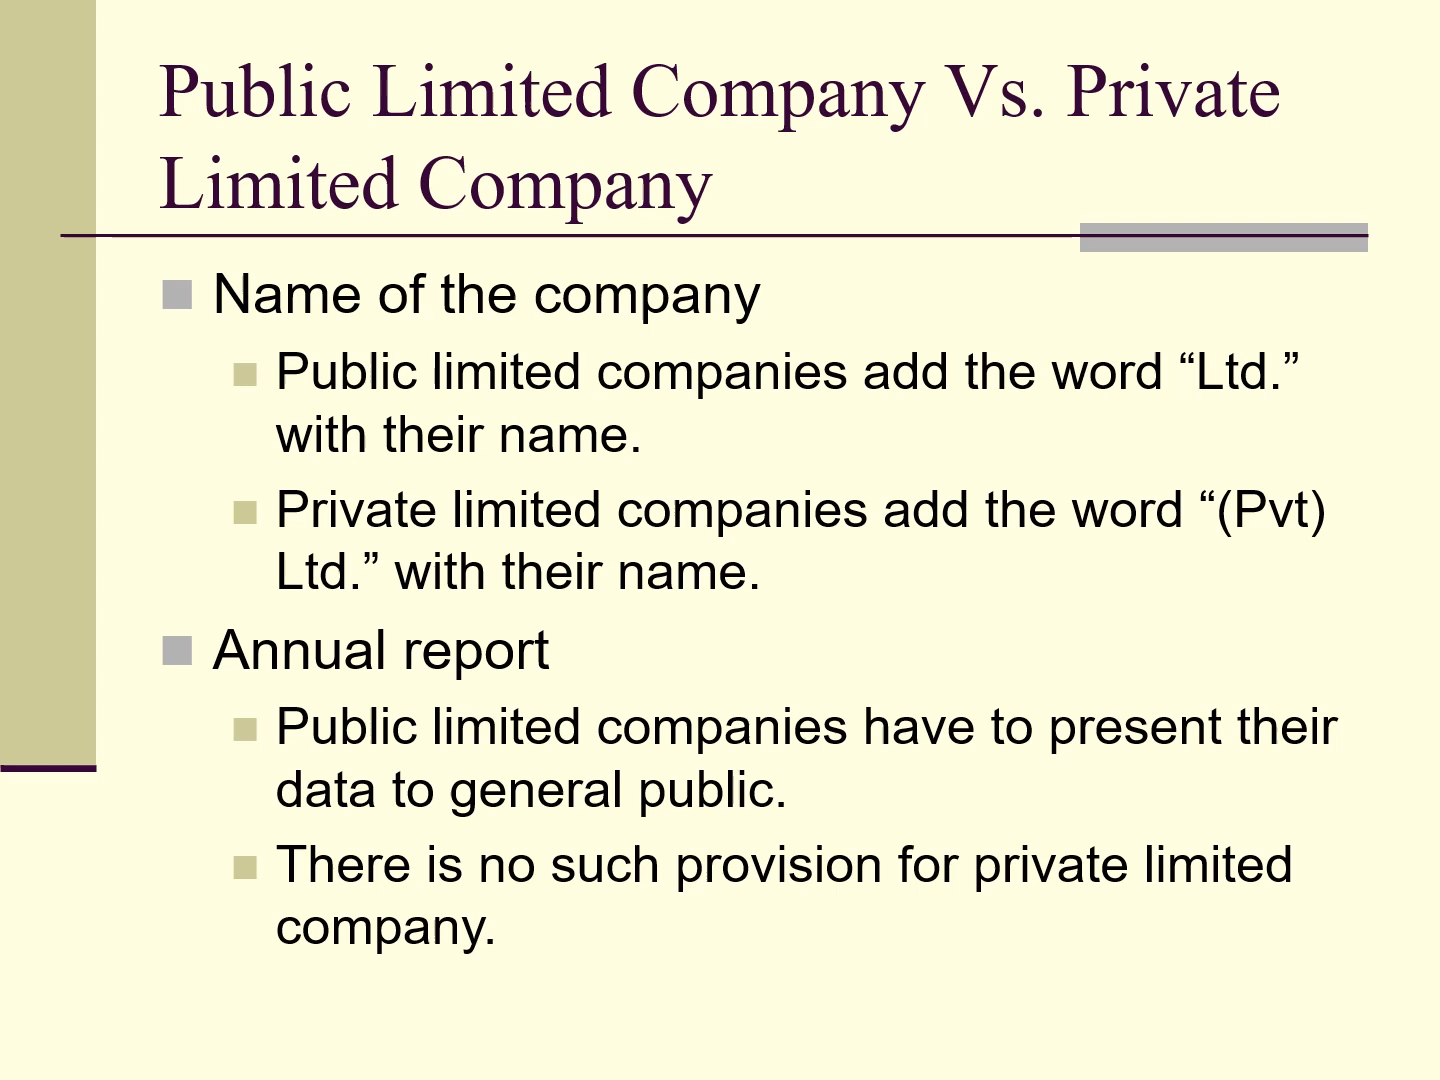 Public Limited Company Vs. Private
Limited Company
Name of the company
Public limited companies add the word “Ltd.”
with their name.
Private limited companies add the word “(Pvt)
Ltd.” with their name.
Annual report
Public limited companies have to present their
data to general public.
There is no such provision for private limited
company.